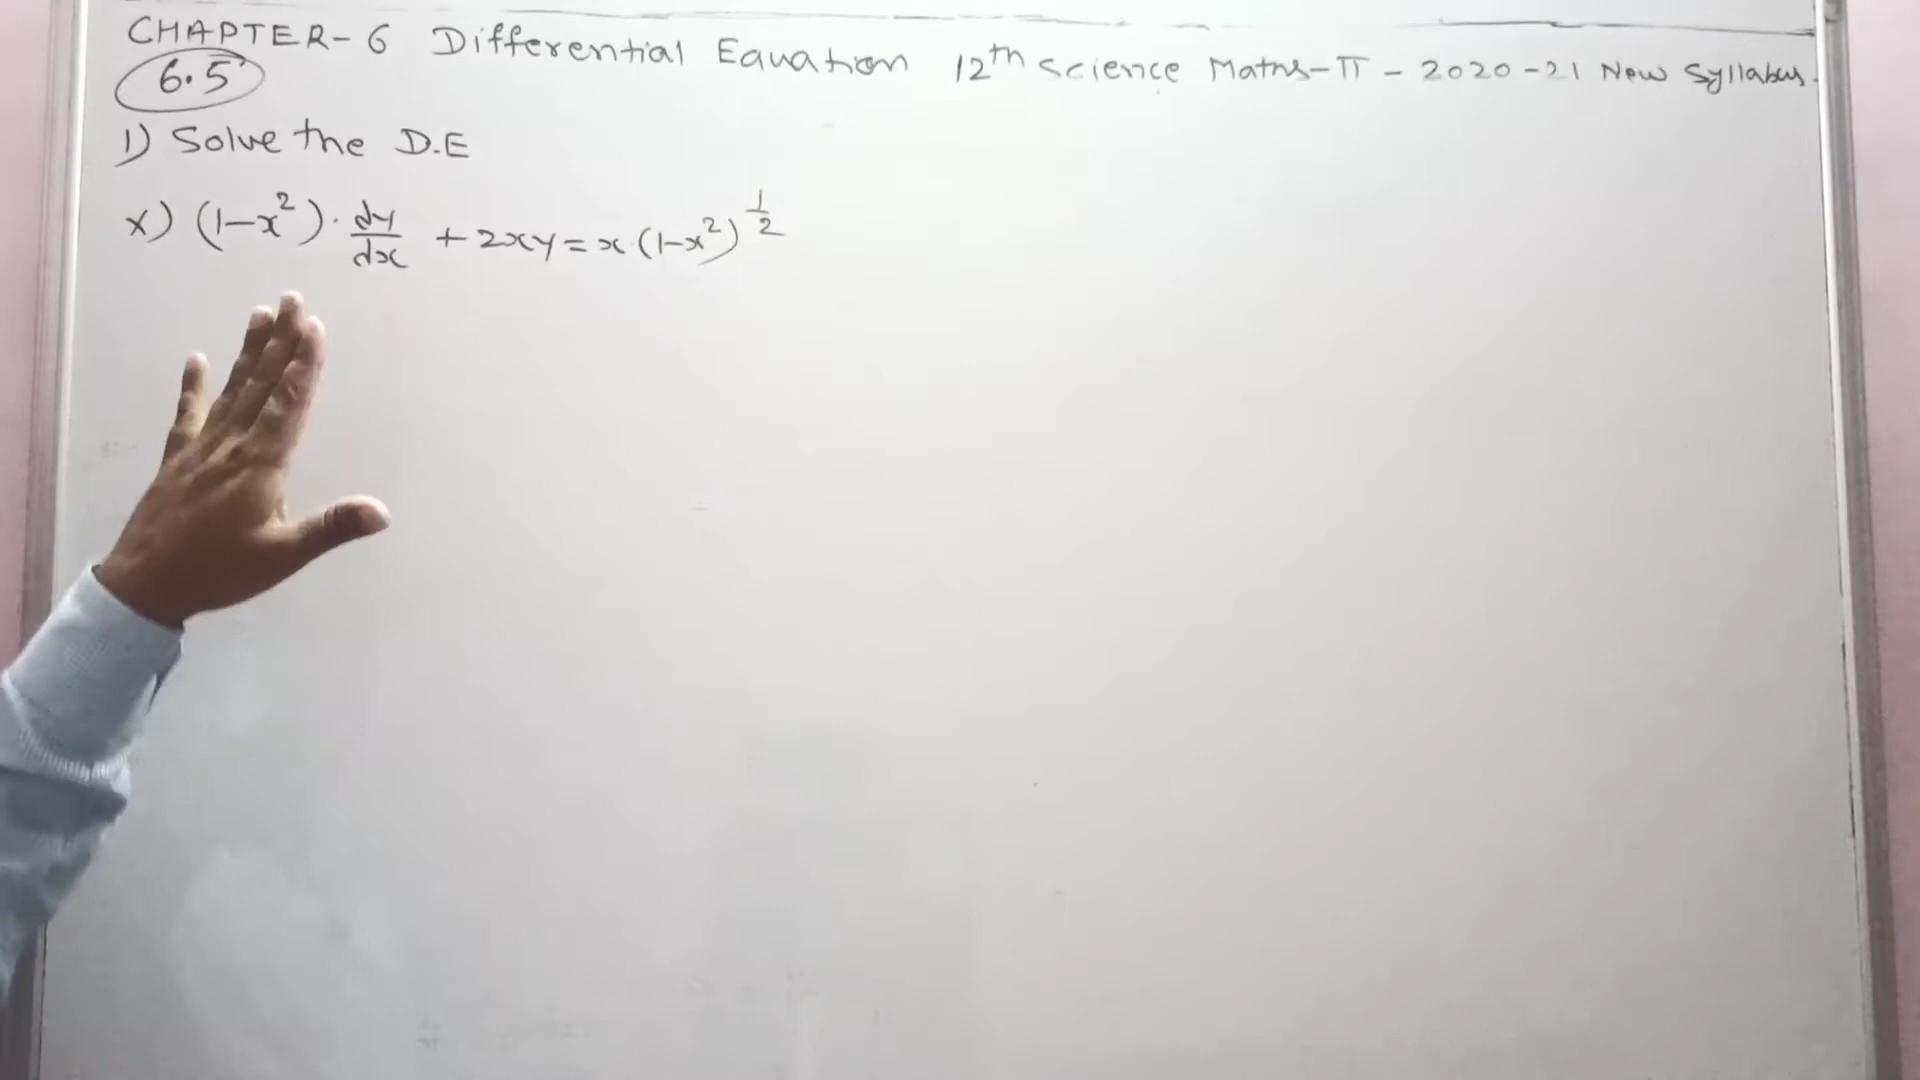 CHAPTER-6 Differential Equation 12th Science Maths-II - 2020-21 New Syllabus.
6.5
1) Solve the D.E
x) (1-x²)·dy/dx + 2xy = x·(1-x²)^1/2